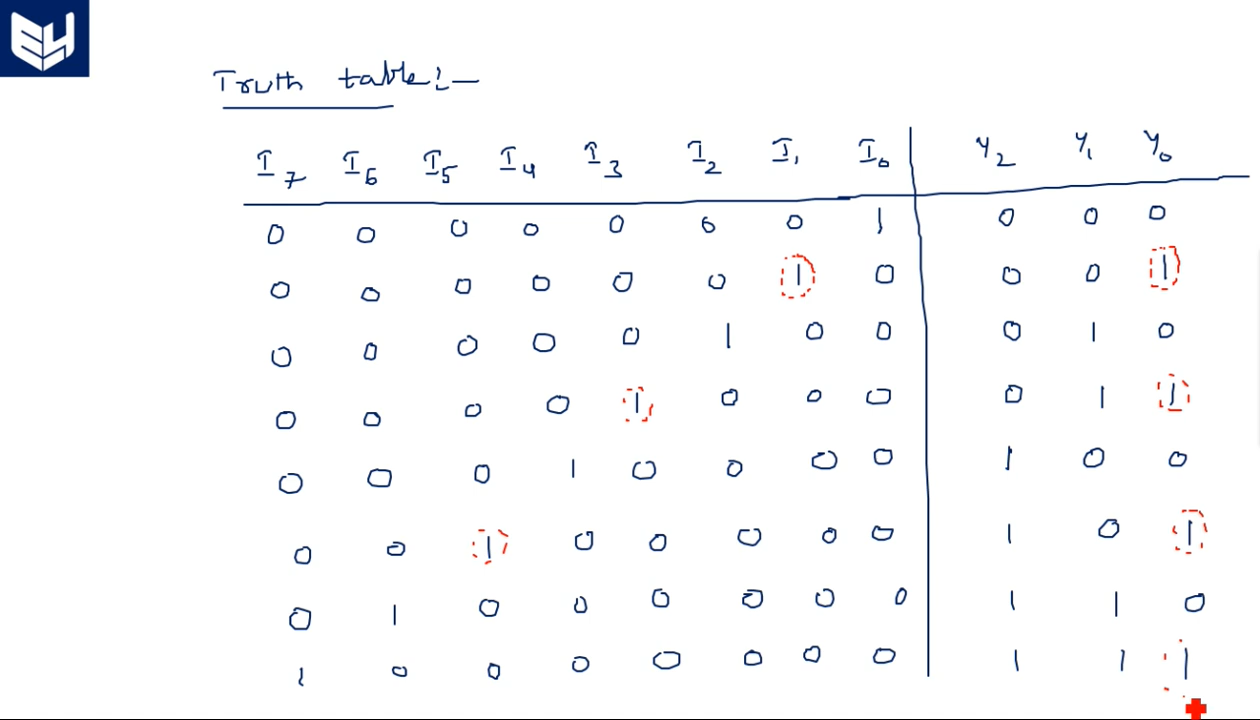 Truth table:-
I7 I6 I5 I4 I3 I2 I1 I0 Y2 Y1 Y0
0 0 0 0 0 0 0 1 0 0 0
0 0 0 0 0 0 1 0 0 0 1
0 0 0 0 0 1 0 0 0 1 0
0 0 0 0 1 0 0 0 0 1 1
0 0 0 1 0 0 0 0 1 0 0
0 0 1 0 0 0 0 0 1 0 1
0 1 0 0 0 0 0 0 1 1 0
1 0 0 0 0 0 0 0 1 1 1